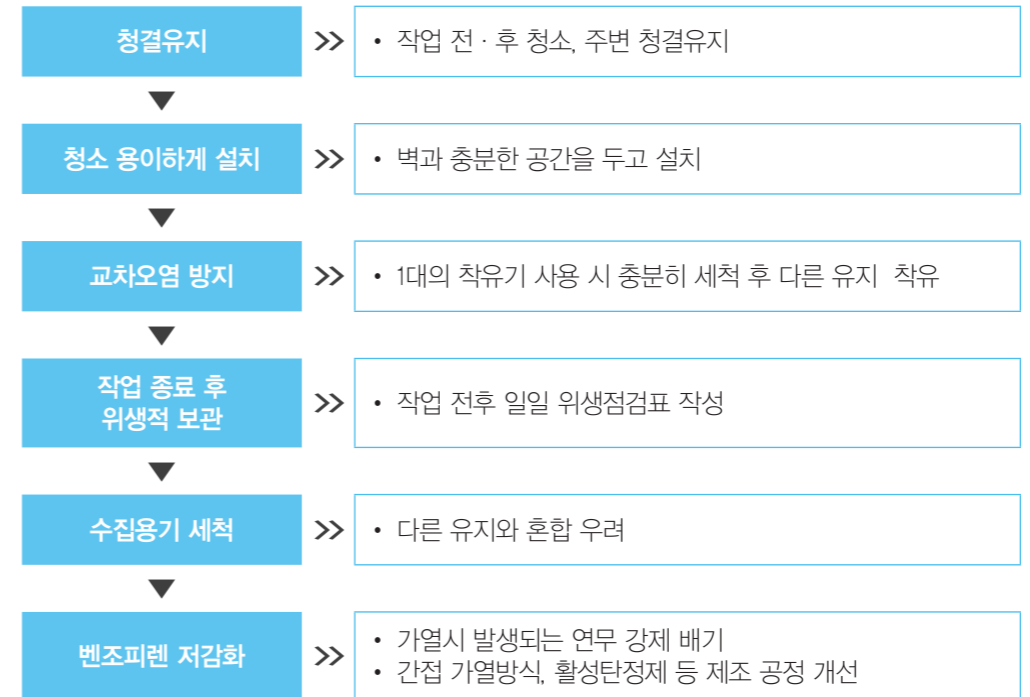 청결유지
• 작업 전 · 후 청소, 주변 청결유지
청소 용이하게 설치
• 벽과 충분한 공간을 두고 설치
교차오염 방지
• 1대의 착유기 사용 시 충분히 세척 후 다른 유지 착유
작업 종료 후
위생적 보관
• 작업 전후 일일 위생점검표 작성
수집용기 세척
• 다른 유지와 혼합 우려
벤조피렌 저감화
• 가열시 발생되는 연무 강제 배기
• 간접 가열방식, 활성탄정제 등 제조 공정 개선